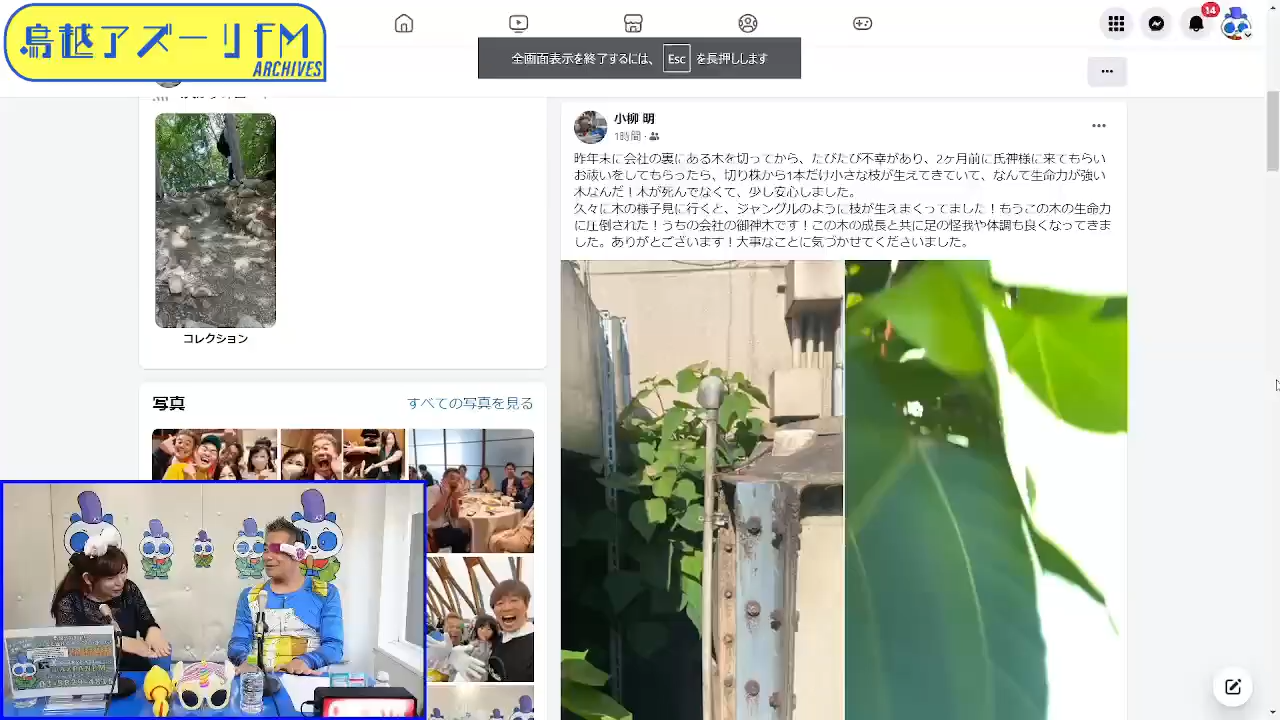 鳥越アズーリFM
ARCHIVES
全画面表示を終了するには、 Esc を長押しします
14
小柳 明
1時間
昨年末に会社の裏にある木を切ってから、たびたび不幸があり、2ヶ月前に氏神様に来てもらい
お祓いをしてもらったら、切り株から1本だけ小さな枝が生えてきていて、なんて生命力が強い
木なんだ！木が死んでなくて、少し安心しました。
久々に木の様子見に行くと、ジャングルのように枝が生えまくってました！もうこの木の生命力
に圧倒された！うちの会社の御神木です！この木の成長と共に足の怪我や体調も良くなってきま
した。ありがとございます！大事なことに気づかせてくださいました。
コレクション
写真
すべての写真を見る